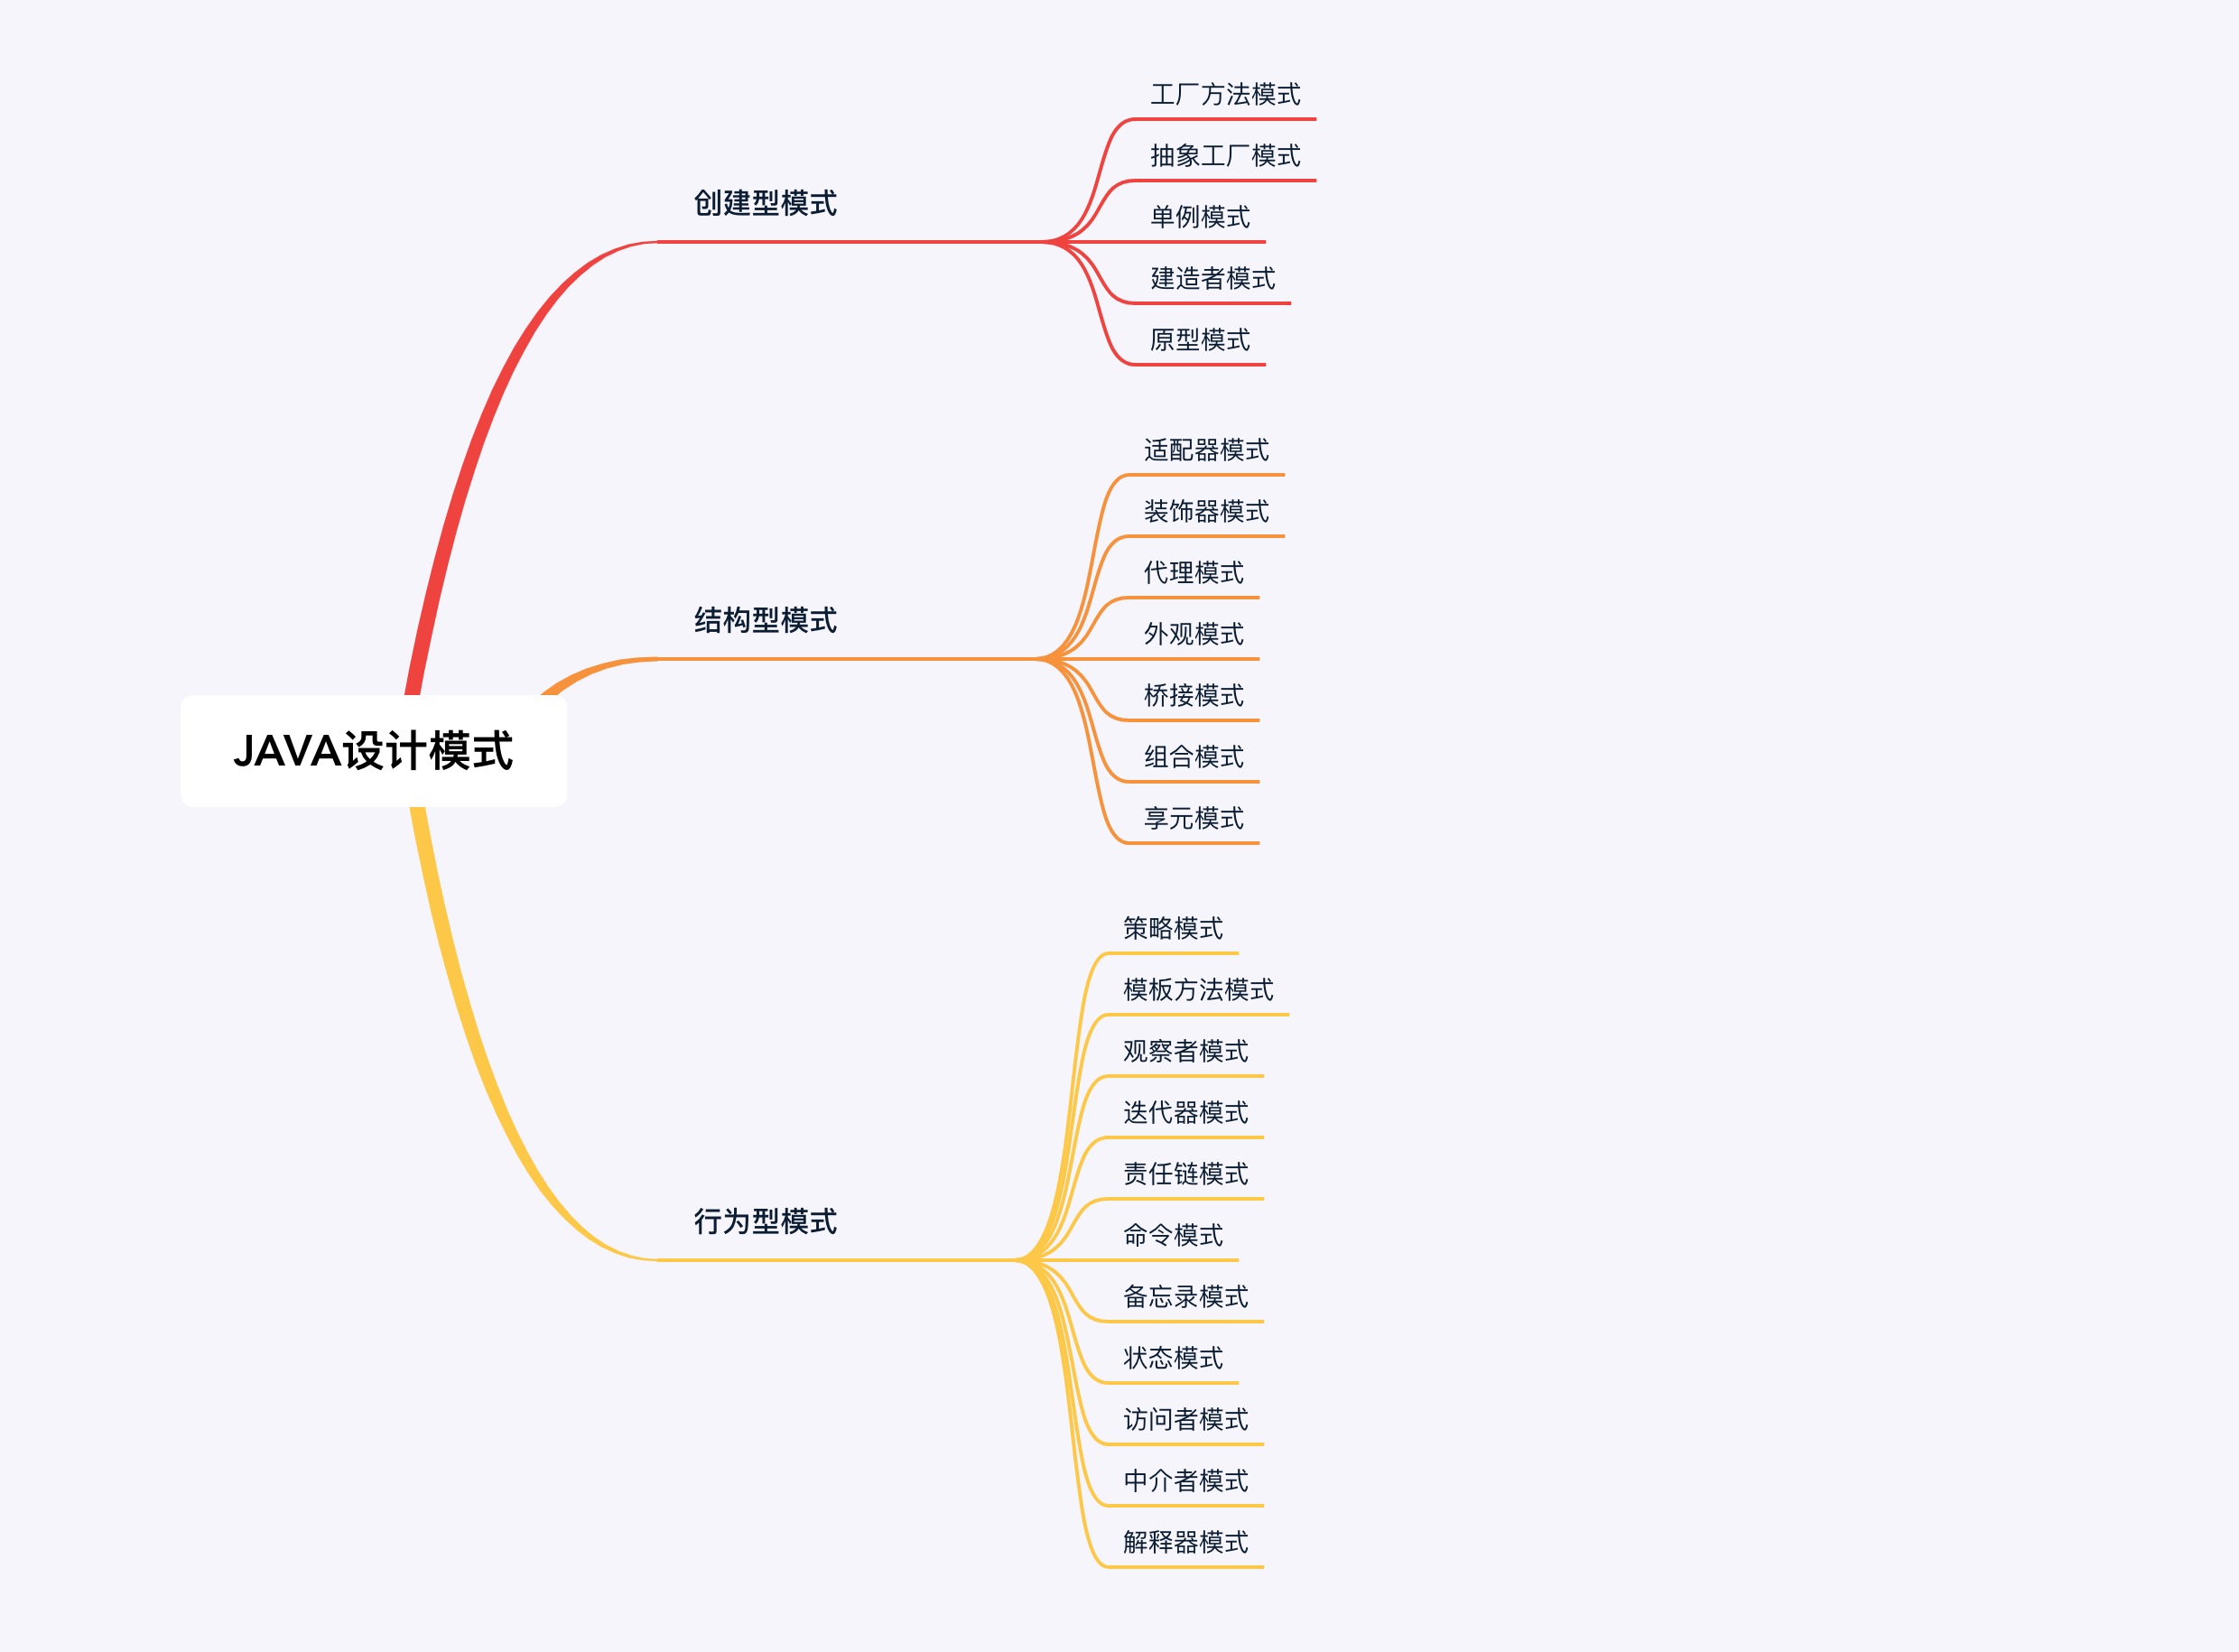 JAVA设计模式
创建型模式
工厂方法模式
抽象工厂模式
单例模式
建造者模式
原型模式
结构型模式
适配器模式
装饰器模式
代理模式
外观模式
桥接模式
组合模式
享元模式
行为型模式
策略模式
模板方法模式
观察者模式
迭代器模式
责任链模式
命令模式
备忘录模式
状态模式
访问者模式
中介者模式
解释器模式